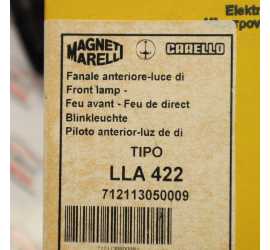 Elekt
MAGNETI
MARELLI
CARELLO
Fanale anteriore-luce di
Front lamp -
Feu avant - Feu de direct
Blinkleuchte
Piloto anterior-luz de di
TIPO
LLA 422
712113050009